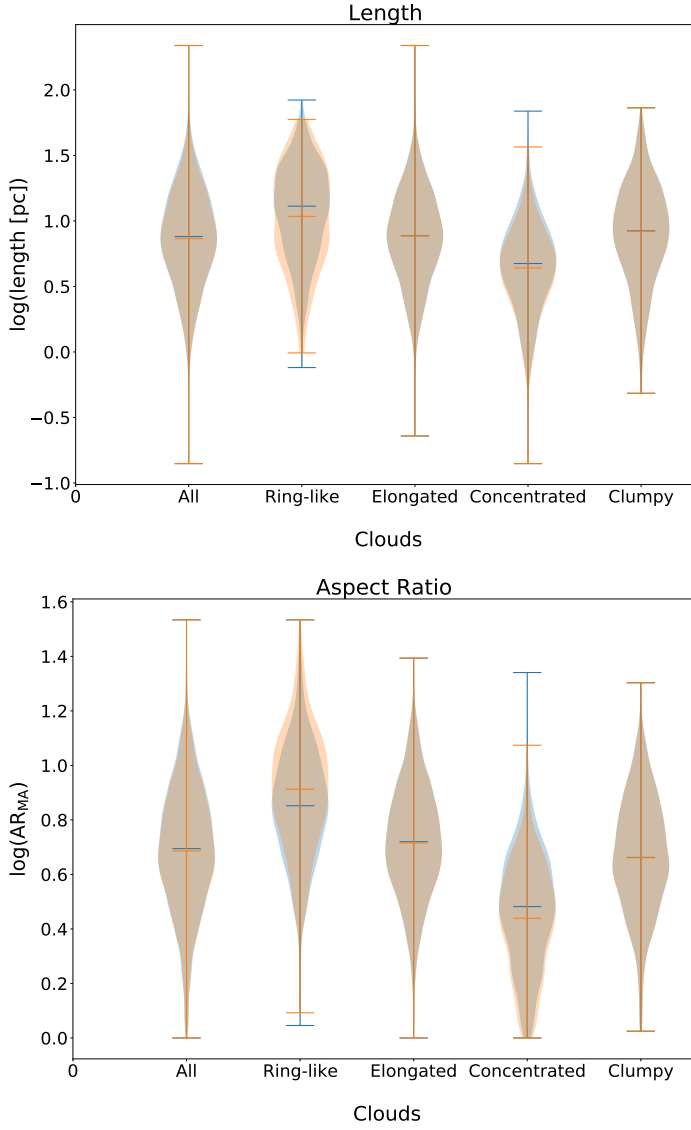 Length
log(length [pc])
2.0
1.5
1.0
0.5
0.0
−0.5
−1.0
0 All Ring-like Elongated Concentrated Clumpy
Clouds
Aspect Ratio
log(AR_MA)
1.6
1.4
1.2
1.0
0.8
0.6
0.4
0.2
0.0
0 All Ring-like Elongated Concentrated Clumpy
Clouds